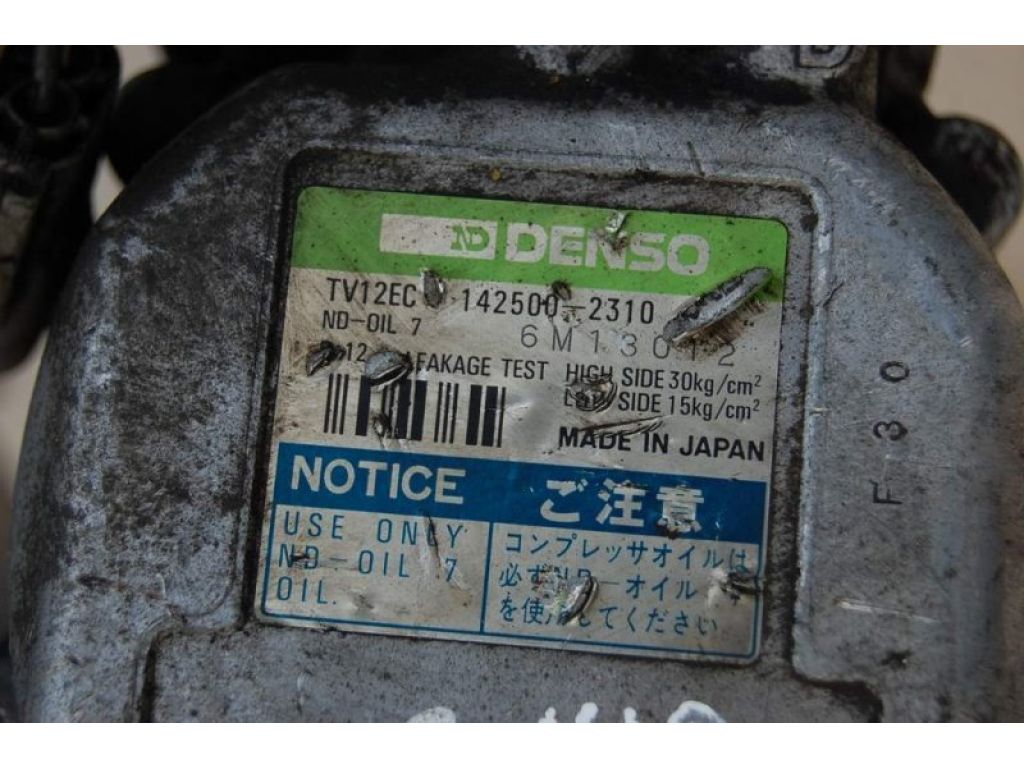 D
ND DENSO
TV12EC 142500-2310
ND-OIL 7 6M13012
LEAKAGE TEST HIGH SIDE 30kg/cm²
LOW SIDE 15kg/cm²
MADE IN JAPAN
F30
NOTICE ご注意
USE ONLY
ND-OIL 7
OIL.
コンプレッサオイルは
必ずND-オイル
を使用してください